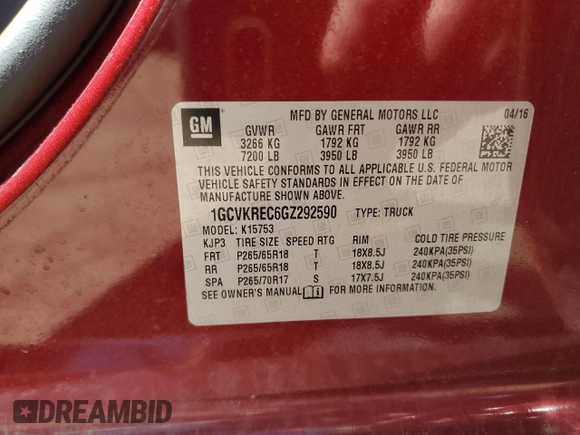 GM
MFD BY GENERAL MOTORS LLC 04/16
GVWR GAWR FRT GAWR RR
3266 KG 1792 KG 1792 KG
7200 LB 3950 LB 3950 LB
THIS VEHICLE CONFORMS TO ALL APPLICABLE U.S. FEDERAL MOTOR
VEHICLE SAFETY STANDARDS IN EFFECT ON THE DATE OF
MANUFACTURE SHOWN ABOVE.
1GCVKREC6GZ292590 TYPE: TRUCK
MODEL: K15753
KJP3 TIRE SIZE SPEED RTG RIM COLD TIRE PRESSURE
FRT P265/65R18 T 18X8.5J 240KPA(35PSI)
RR P265/65R18 T 18X8.5J 240KPA(35PSI)
SPA P265/70R17 S 17X7.5J 240KPA(35PSI)
SEE OWNER'S MANUAL FOR MORE INFORMATION.
DREAMBID